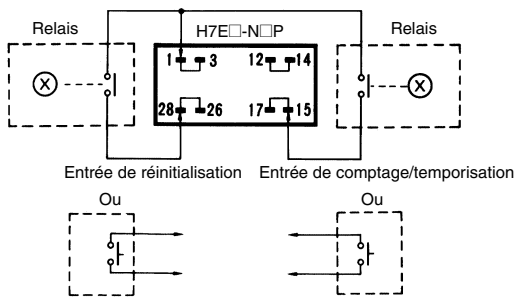 Relais
H7E□-N□P
Relais
1 3 12 14
X
X
28 26 17 15
Entrée de réinitialisation
Entrée de comptage/temporisation
Ou
Ou